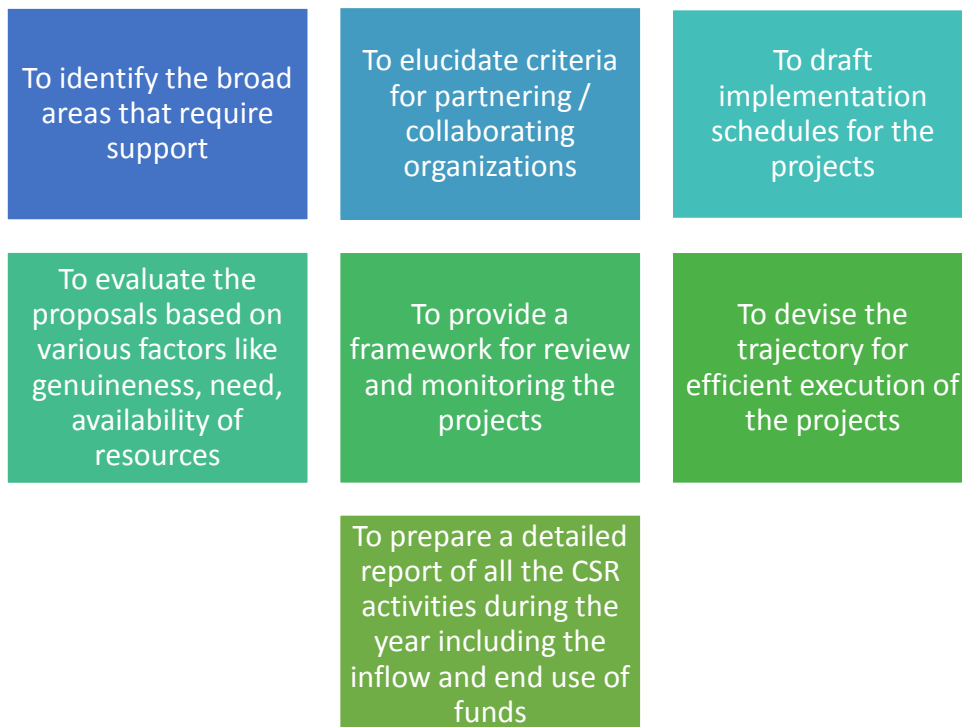 To identify the broad
areas that require
support
To elucidate criteria
for partnering /
collaborating
organizations
To draft
implementation
schedules for the
projects
To evaluate the
proposals based on
various factors like
genuineness, need,
availability of
resources
To provide a
framework for review
and monitoring the
projects
To devise the
trajectory for
efficient execution of
the projects
To prepare a detailed
report of all the CSR
activities during the
year including the
inflow and end use of
funds